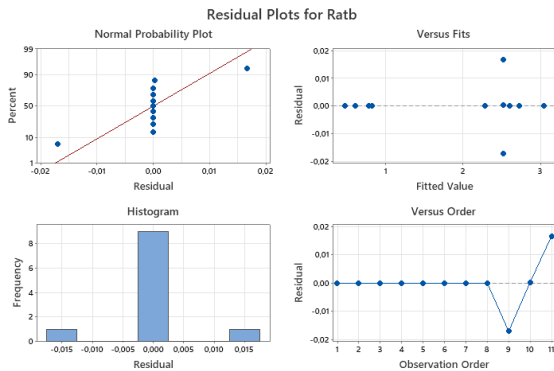 Residual Plots for Ratb
Normal Probability Plot
99
90
50
10
1
Percent
-0,02
-0,01
0,00
0,01
0,02
Residual
Versus Fits
0,02
0,01
0,00
-0,01
-0,02
Residual
1
2
3
Fitted Value
Histogram
8
6
4
2
0
Frequency
-0,015
-0,010
-0,005
0,000
0,005
0,010
0,015
Residual
Versus Order
0,02
0,01
0,00
-0,01
-0,02
Residual
1 2 3 4 5 6 7 8 9 10 11
Observation Order